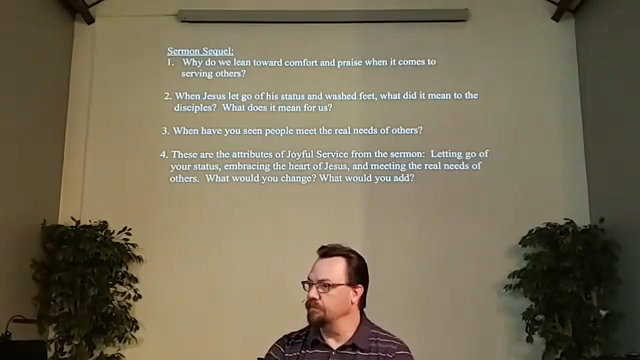 Sermon Sequel:
1. Why do we lean toward comfort and praise when it comes to
serving others?
2. When Jesus let go of his status and washed feet, what did it mean to the
disciples? What does it mean for us?
3. When have you seen people meet the real needs of others?
4. These are the attributes of Joyful Service from the sermon: Letting go of
your status, embracing the heart of Jesus, and meeting the real needs of
others. What would you change? What would you add?